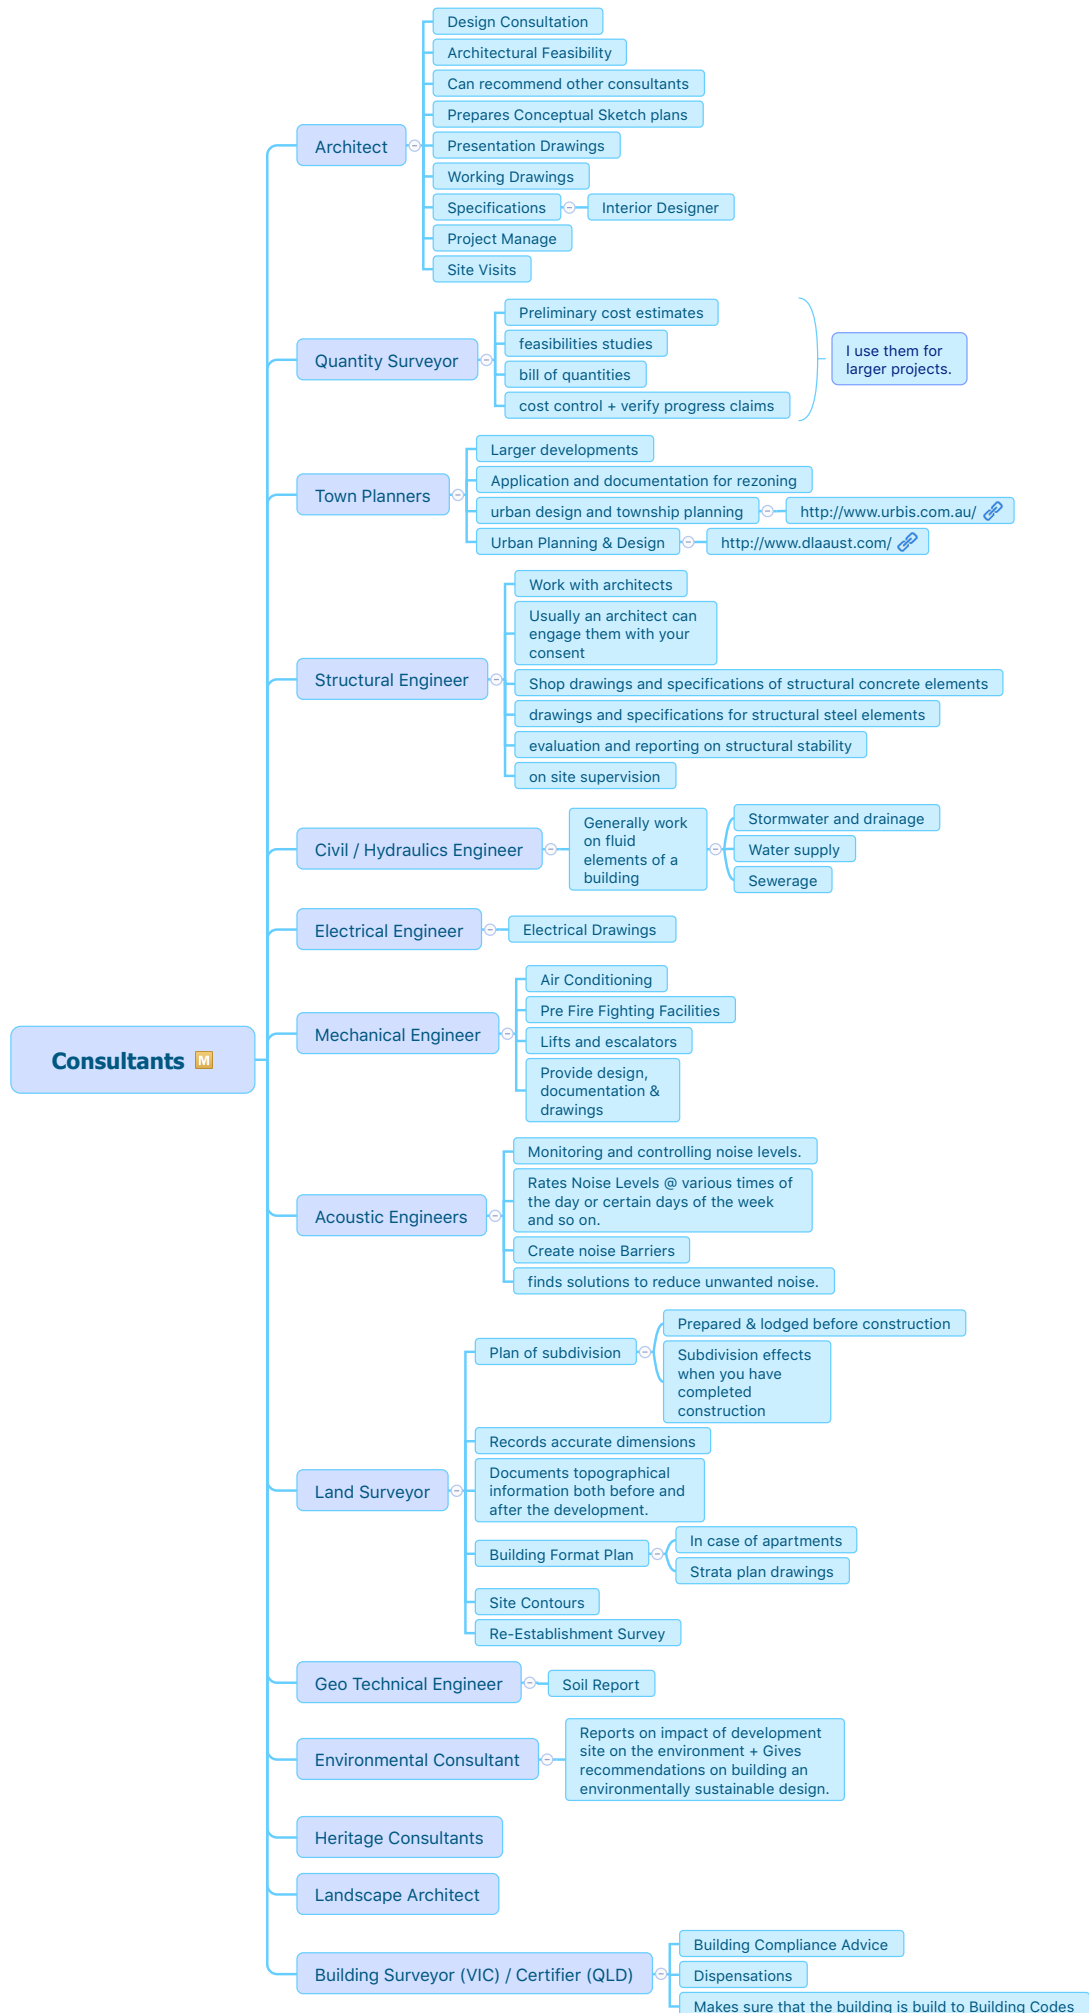 Consultants M
Architect
Design Consultation
Architectural Feasibility
Can recommend other consultants
Prepares Conceptual Sketch plans
Presentation Drawings
Working Drawings
Specifications
Interior Designer
Project Manage
Site Visits
Quantity Surveyor
Preliminary cost estimates
feasibilities studies
bill of quantities
cost control + verify progress claims
I use them for
larger projects.
Town Planners
Larger developments
Application and documentation for rezoning
urban design and township planning
http://www.urbis.com.au/
Urban Planning & Design
http://www.dlaaust.com/
Structural Engineer
Work with architects
Usually an architect can
engage them with your
consent
Shop drawings and specifications of structural concrete elements
drawings and specifications for structural steel elements
evaluation and reporting on structural stability
on site supervision
Civil / Hydraulics Engineer
Generally work
on fluid
elements of a
building
Stormwater and drainage
Water supply
Sewerage
Electrical Engineer
Electrical Drawings
Mechanical Engineer
Air Conditioning
Pre Fire Fighting Facilities
Lifts and escalators
Provide design,
documentation &
drawings
Acoustic Engineers
Monitoring and controlling noise levels.
Rates Noise Levels @ various times of
the day or certain days of the week
and so on.
Create noise Barriers
finds solutions to reduce unwanted noise.
Land Surveyor
Plan of subdivision
Prepared & lodged before construction
Subdivision effects
when you have
completed
construction
Records accurate dimensions
Documents topographical
information both before and
after the development.
Building Format Plan
In case of apartments
Strata plan drawings
Site Contours
Re-Establishment Survey
Geo Technical Engineer
Soil Report
Environmental Consultant
Reports on impact of development
site on the environment + Gives
recommendations on building an
environmentally sustainable design.
Heritage Consultants
Landscape Architect
Building Surveyor (VIC) / Certifier (QLD)
Building Compliance Advice
Dispensations
Makes sure that the building is build to Building Codes